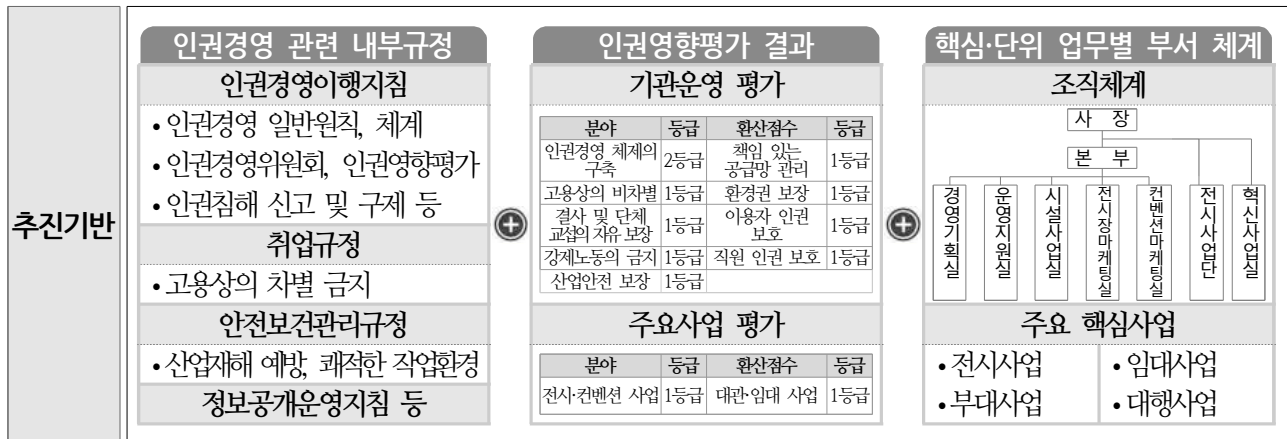 추진기반
인권경영 관련 내부규정
인권경영이행지침
• 인권경영 일반원칙, 체계
• 인권경영위원회, 인권영향평가
• 인권침해 신고 및 구제 등
취업규정
• 고용상의 차별 금지
안전보건관리규정
• 산업재해 예방, 쾌적한 작업환경
정보공개운영지침 등
인권영향평가 결과
기관운영 평가
분야 등급 환산점수 등급
인권경영 체제의
구축 2등급 책임 있는
공급망 관리 1등급
고용상의 비차별 1등급 환경권 보장 1등급
결사 및 단체
교섭의 자유 보장 1등급 이용자 인권
보호 1등급
강제노동의 금지 1등급 직원 인권 보호 1등급
산업안전 보장 1등급
주요사업 평가
분야 등급 환산점수 등급
전시·컨벤션 사업 1등급 대관·임대 사업 1등급
핵심·단위 업무별 부서 체계
조직체계
사 장
본 부
경영기획실
운영지원실
시설사업실
전시장마케팅실
컨벤션마케팅실
전시사업단
혁신사업실
주요 핵심사업
• 전시사업 • 임대사업
• 부대사업 • 대행사업